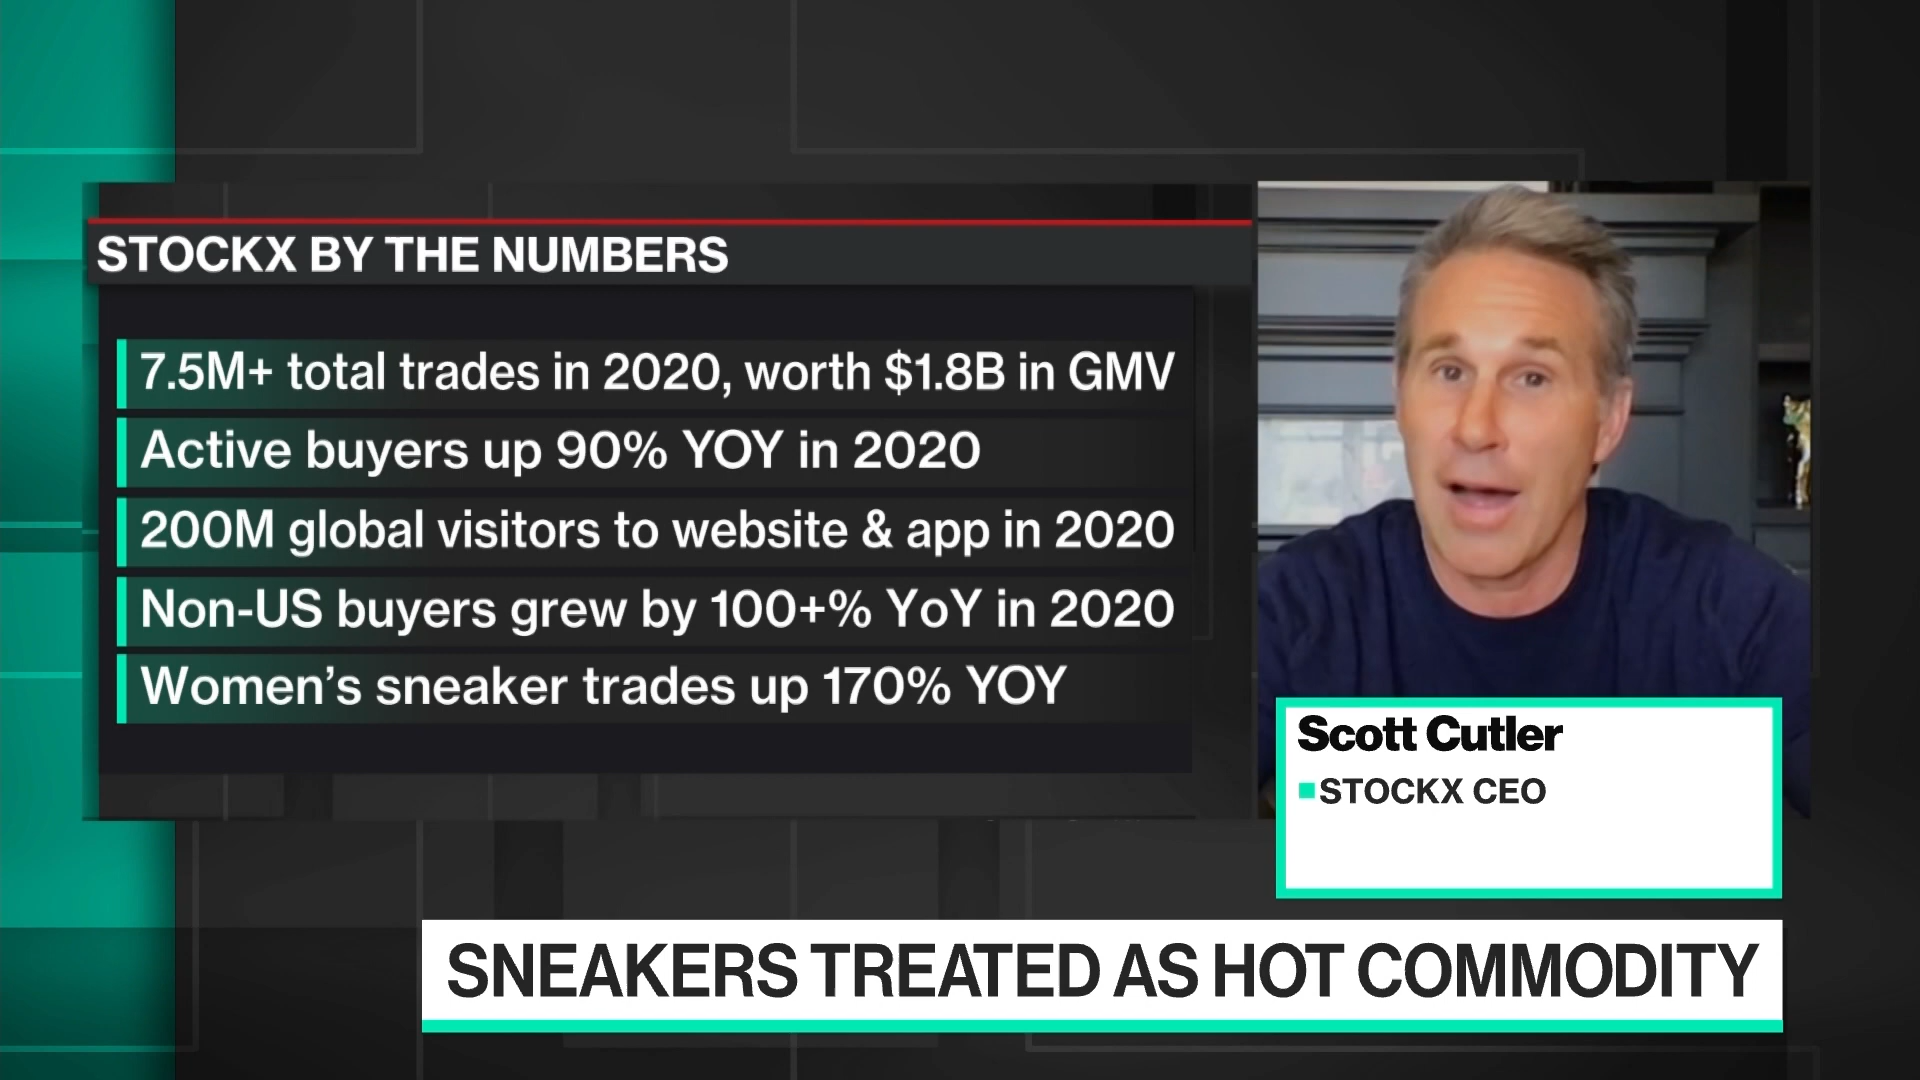 STOCKX BY THE NUMBERS
7.5M+ total trades in 2020, worth $1.8B in GMV
Active buyers up 90% YOY in 2020
200M global visitors to website & app in 2020
Non-US buyers grew by 100+% YoY in 2020
Women’s sneaker trades up 170% YOY
Scott Cutler
STOCKX CEO
SNEAKERS TREATED AS HOT COMMODITY